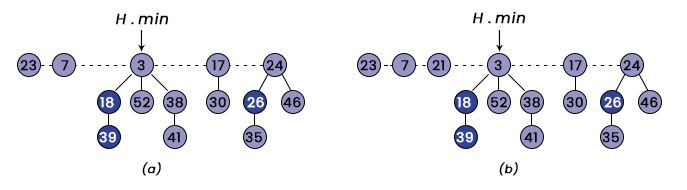 H . min H . min
23 7 3 17 24 23 7 21 3 17 24
18 52 38 30 26 46 18 52 38 30 26 46
39 41 35 39 41 35
(a) (b)